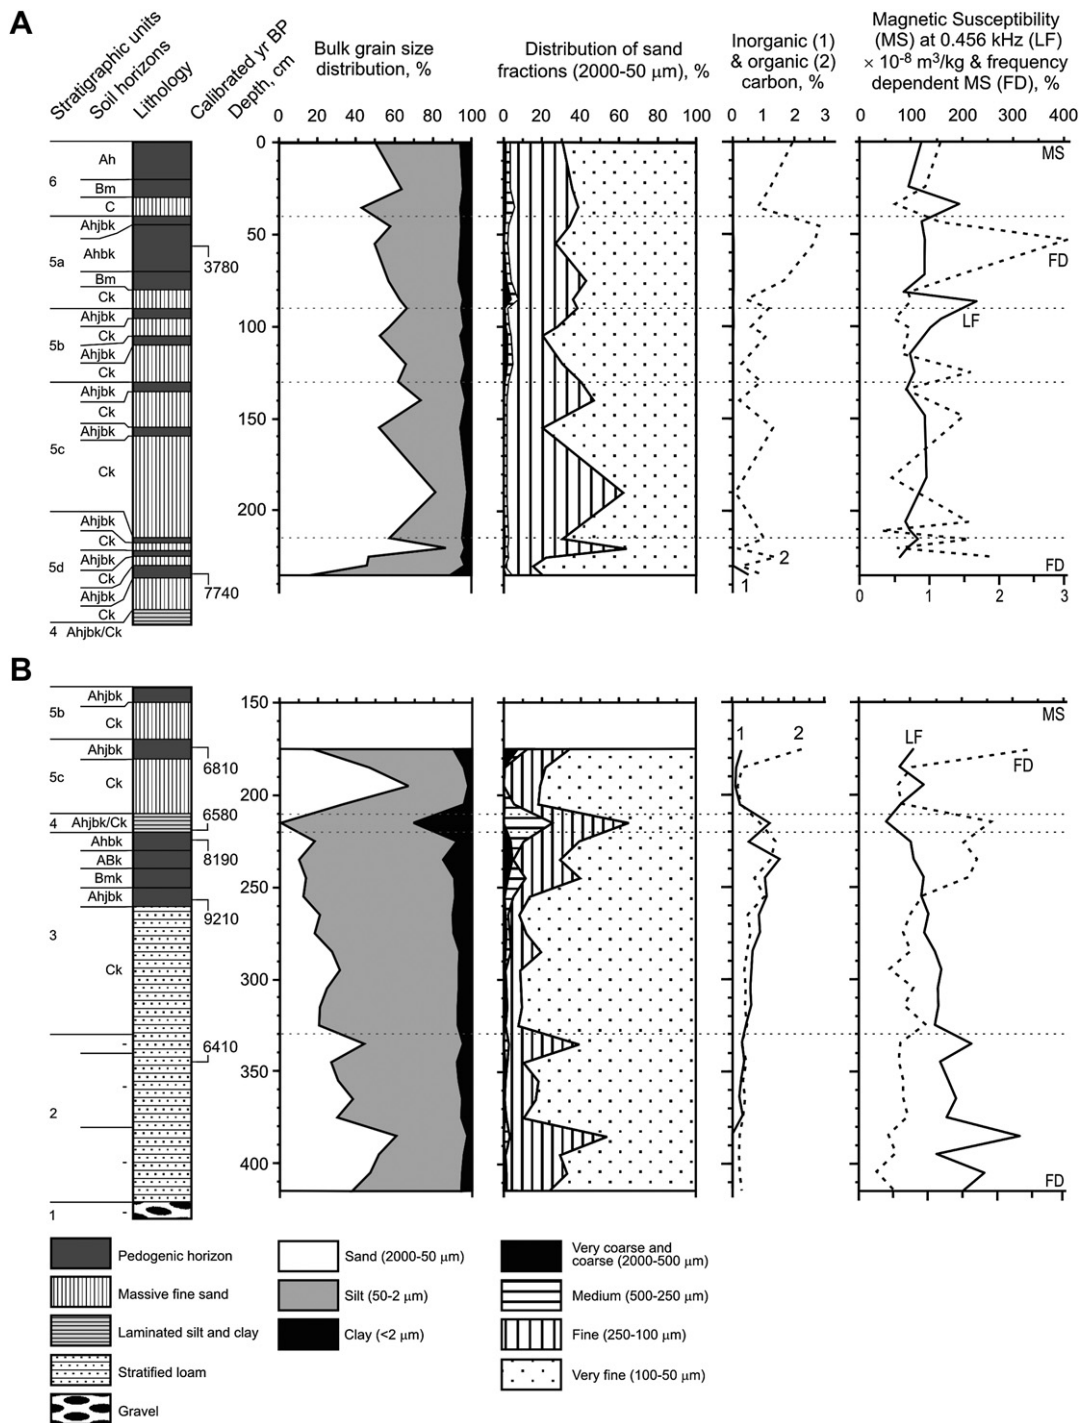 A
Stratigraphic units
Soil horizons
Lithology
Calibrated yr BP
Depth, cm
Bulk grain size
distribution, %
Distribution of sand
fractions (2000-50 µm), %
Inorganic (1)
& organic (2)
carbon, %
Magnetic Susceptibility
(MS) at 0.456 kHz (LF)
× 10-8 m3/kg & frequency
dependent MS (FD), %
0 20 40 60 80 100
0 20 40 60 80 100
0 1 2 3
0 100 200 300 400
0
50
100
150
200
MS
6
Ah
Bm
C
5a
Ahjbk
Ahbk
Bm
Ck
3780
FD
5b
Ahjbk
Ck
Ahjbk
Ck
LF
5c
Ahjbk
Ck
Ahjbk
Ck
5d
Ahjbk
Ck
Ahjbk
Ck
Ahjbk
Ck
7740
2
1
FD
4 Ahjbk/Ck
0 1 2 3
B
150
200
250
300
350
400
5b
Ahjbk
Ck
MS
5c
Ahjbk
Ck
6810
1 2
LF
FD
6580
4 Ahjbk/Ck
3
Ahbk
ABk
Bmk
Ahjbk
Ck
8190
9210
6410
2
-
-
-
1 -
FD
Pedogenic horizon
Massive fine sand
Laminated silt and clay
Stratified loam
Gravel
Sand (2000-50 µm)
Silt (50-2 µm)
Clay (<2 µm)
Very coarse and
coarse (2000-500 µm)
Medium (500-250 µm)
Fine (250-100 µm)
Very fine (100-50 µm)